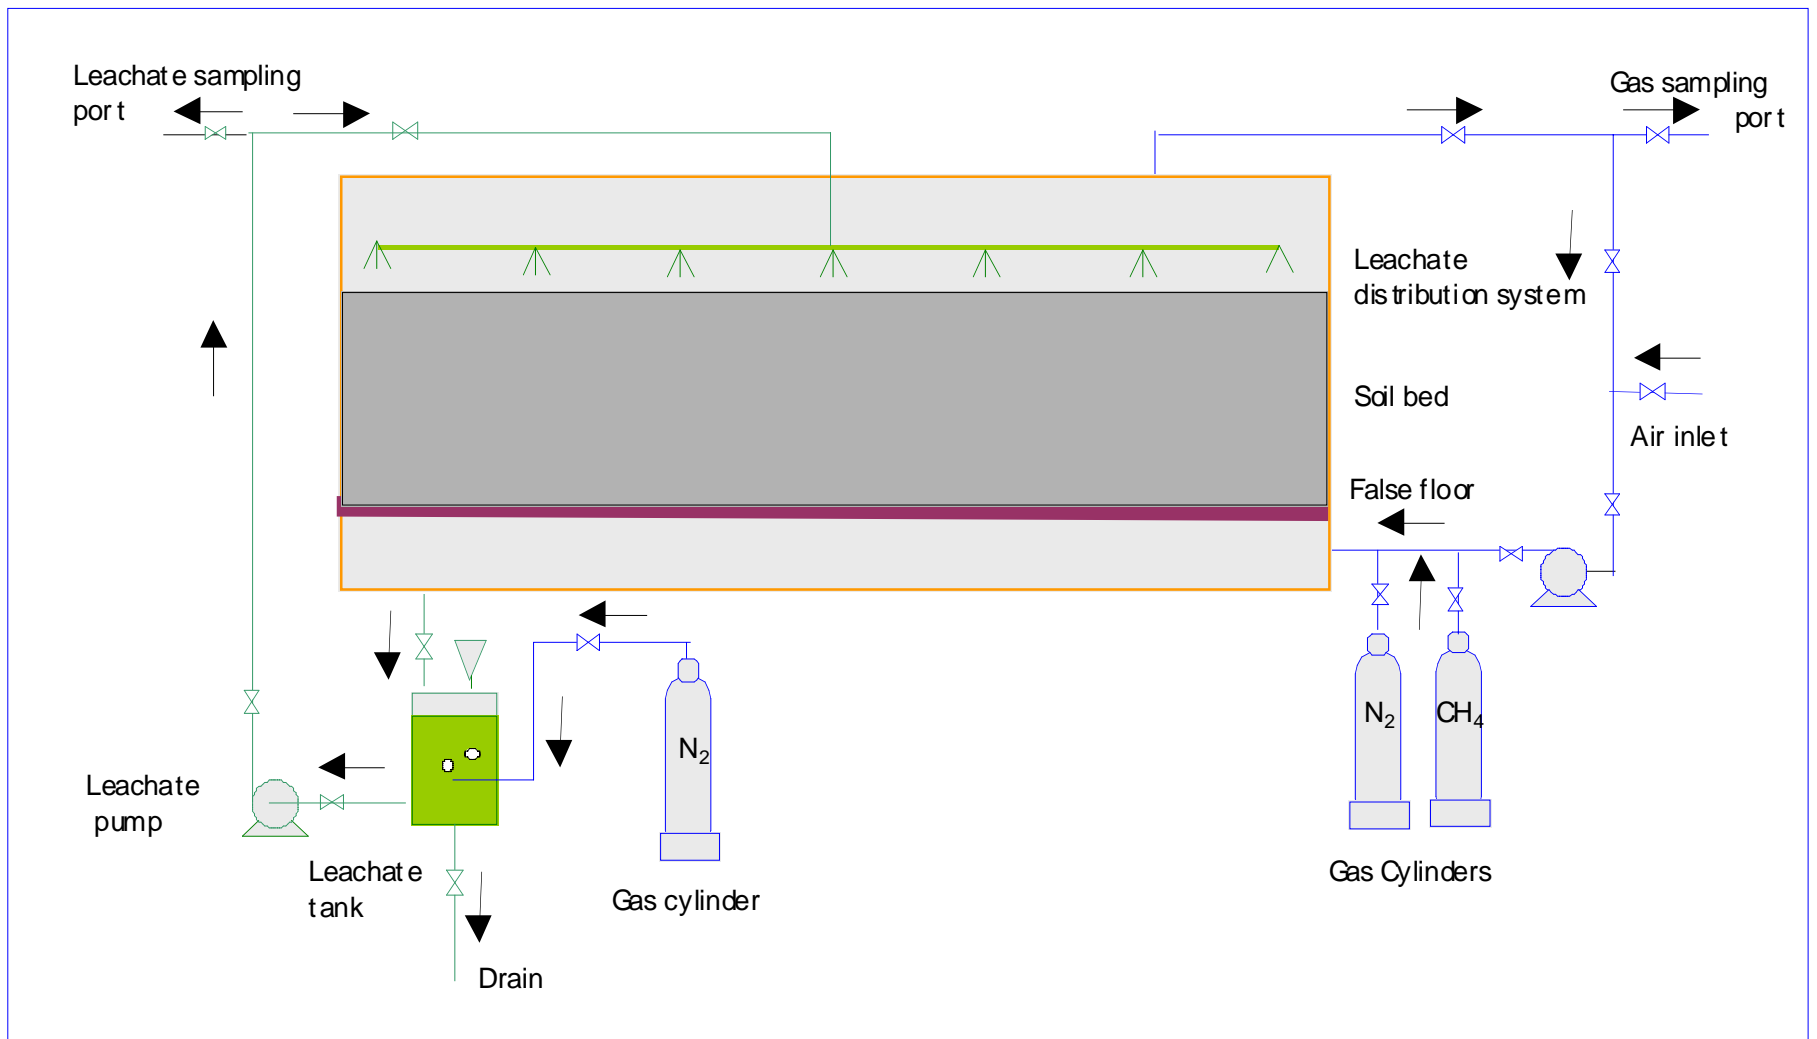 Leachate sampling
port
Gas sampling
port
Leachate
distribution system
Soil bed
Air inlet
False floor
N2
CH4
N2
Leachate
pump
Leachate
tank
Gas cylinder
Gas Cylinders
Drain